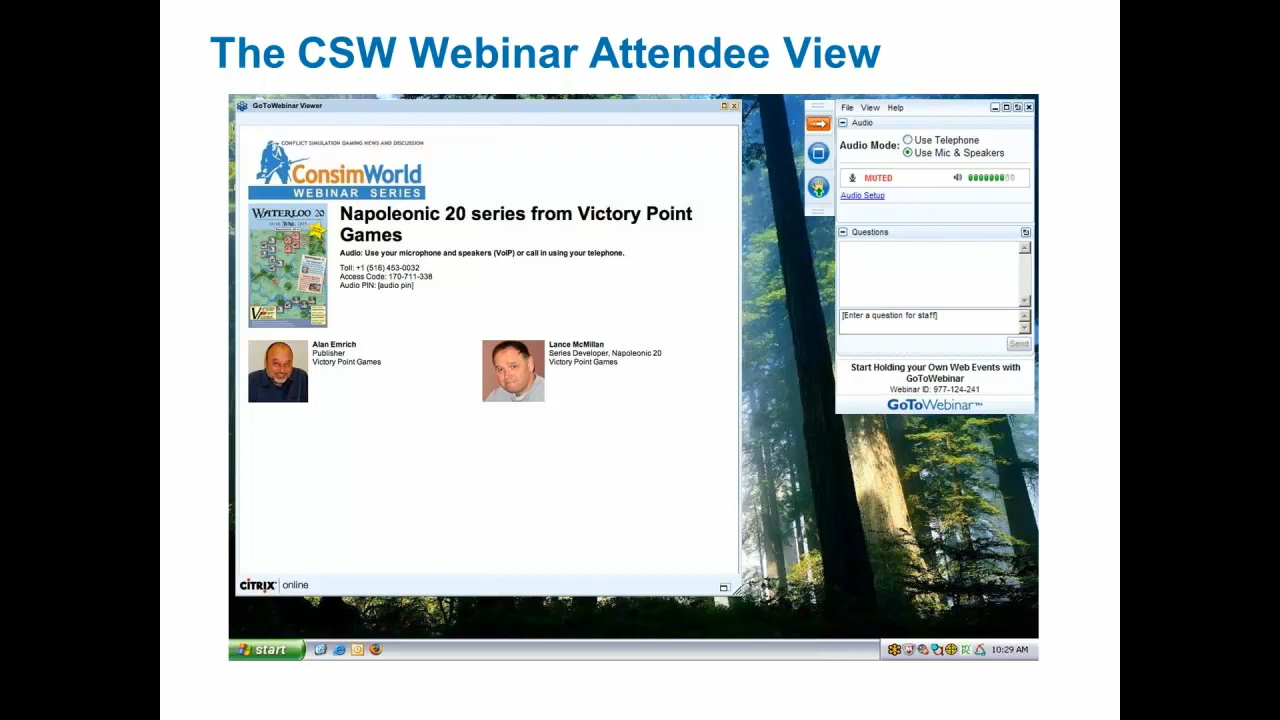 The CSW Webinar Attendee View
GoToWebinar Viewer
CONFLICT SIMULATION GAMING NEWS AND DISCUSSION
ConsimWorld
WEBINAR SERIES
WATERLOO 20
Napoleonic 20 series from Victory Point
Games
Audio: Use your microphone and speakers (VoIP) or call in using your telephone.
Toll: +1 (516) 453-0032
Access Code: 170-711-338
Audio PIN: [audio pin]
Alan Emrich
Publisher
Victory Point Games
Lance McMillan
Series Developer, Napoleonic 20
Victory Point Games
CITRIX online
File View Help
Audio
Audio Mode: Use Telephone
Use Mic & Speakers
MUTED
Audio Setup
Questions
[Enter a question for staff]
Send
Start Holding your Own Web Events with
GoToWebinar
Webinar ID: 977-124-241
GoToWebinar™
start
10:29 AM